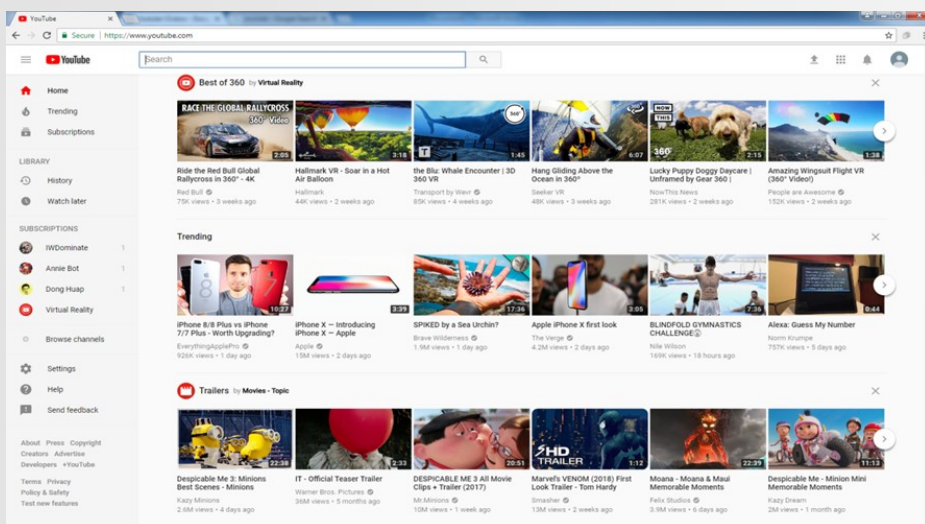 YouTube
Secure | https://www.youtube.com
YouTube
Search
Home
Trending
Subscriptions
LIBRARY
History
Watch later
SUBSCRIPTIONS
IWDominate 1
Annie Bot 1
Dong Huap 1
Virtual Reality
Browse channels
Settings
Help
Send feedback
About Press Copyright
Creators Advertise
Developers +YouTube
Terms Privacy
Policy & Safety
Test new features
Best of 360 by Virtual Reality
RACE THE GLOBAL RALLYCROSS
360° Video
2:05
3:18
360°
T
1:45
360°
6:07
NOW
THIS
360
2:15
1:38
Ride the Red Bull Global
Rallycross in 360° - 4K
Red Bull
75K views • 3 weeks ago
Hallmark VR - Soar in a Hot
Air Balloon
Hallmark
44K views • 2 weeks ago
the Blu: Whale Encounter | 3D
360 VR
Transport by Wevr
85K views • 4 weeks ago
Hang Gliding Above the
Ocean in 360°
Seeker VR
48K views • 3 weeks ago
Lucky Puppy Doggy Daycare |
Unframed by Gear 360 |
NowThis News
281K views • 2 weeks ago
Amazing Wingsuit Flight VR
(360° Video!)
People are Awesome
152K views • 2 weeks ago
Trending
8
10:27
3:39
17:36
3:05
7:36
8:44
iPhone 8/8 Plus vs iPhone
7/7 Plus - Worth Upgrading?
EverythingApplePro
926K views • 1 day ago
iPhone X — Introducing
iPhone X — Apple
Apple
15M views • 2 days ago
SPIKED by a Sea Urchin?
Brave Wilderness
1.9M views • 1 day ago
Apple iPhone X first look
The Verge
4.2M views • 2 days ago
BLINDFOLD GYMNASTICS
CHALLENGE
Nile Wilson
169K views • 18 hours ago
Alexa: Guess My Number
Norm Krumpe
757K views • 5 days ago
Trailers by Movies - Topic
22:38
2:33
20:51
HD
TRAILER
1:12
22:39
11:13
Despicable Me 3: Minions
Best Scenes - Minions
Kazy Minions
2.6M views • 4 days ago
IT - Official Teaser Trailer
Warner Bros. Pictures
36M views • 5 months ago
DESPICABLE ME 3 All Movie
Clips + Trailer (2017)
Mr Minions
10M views • 1 week ago
Marvel's VENOM (2018) First
Look Trailer - Tom Hardy
Smasher
13M views • 2 weeks ago
Moana - Moana & Maui
Memorable Moments
Felix Studios
3.9M views • 6 days ago
Despicable Me - Minion Mini
Memorable Moments
Kazy Dream
2M views • 1 month ago